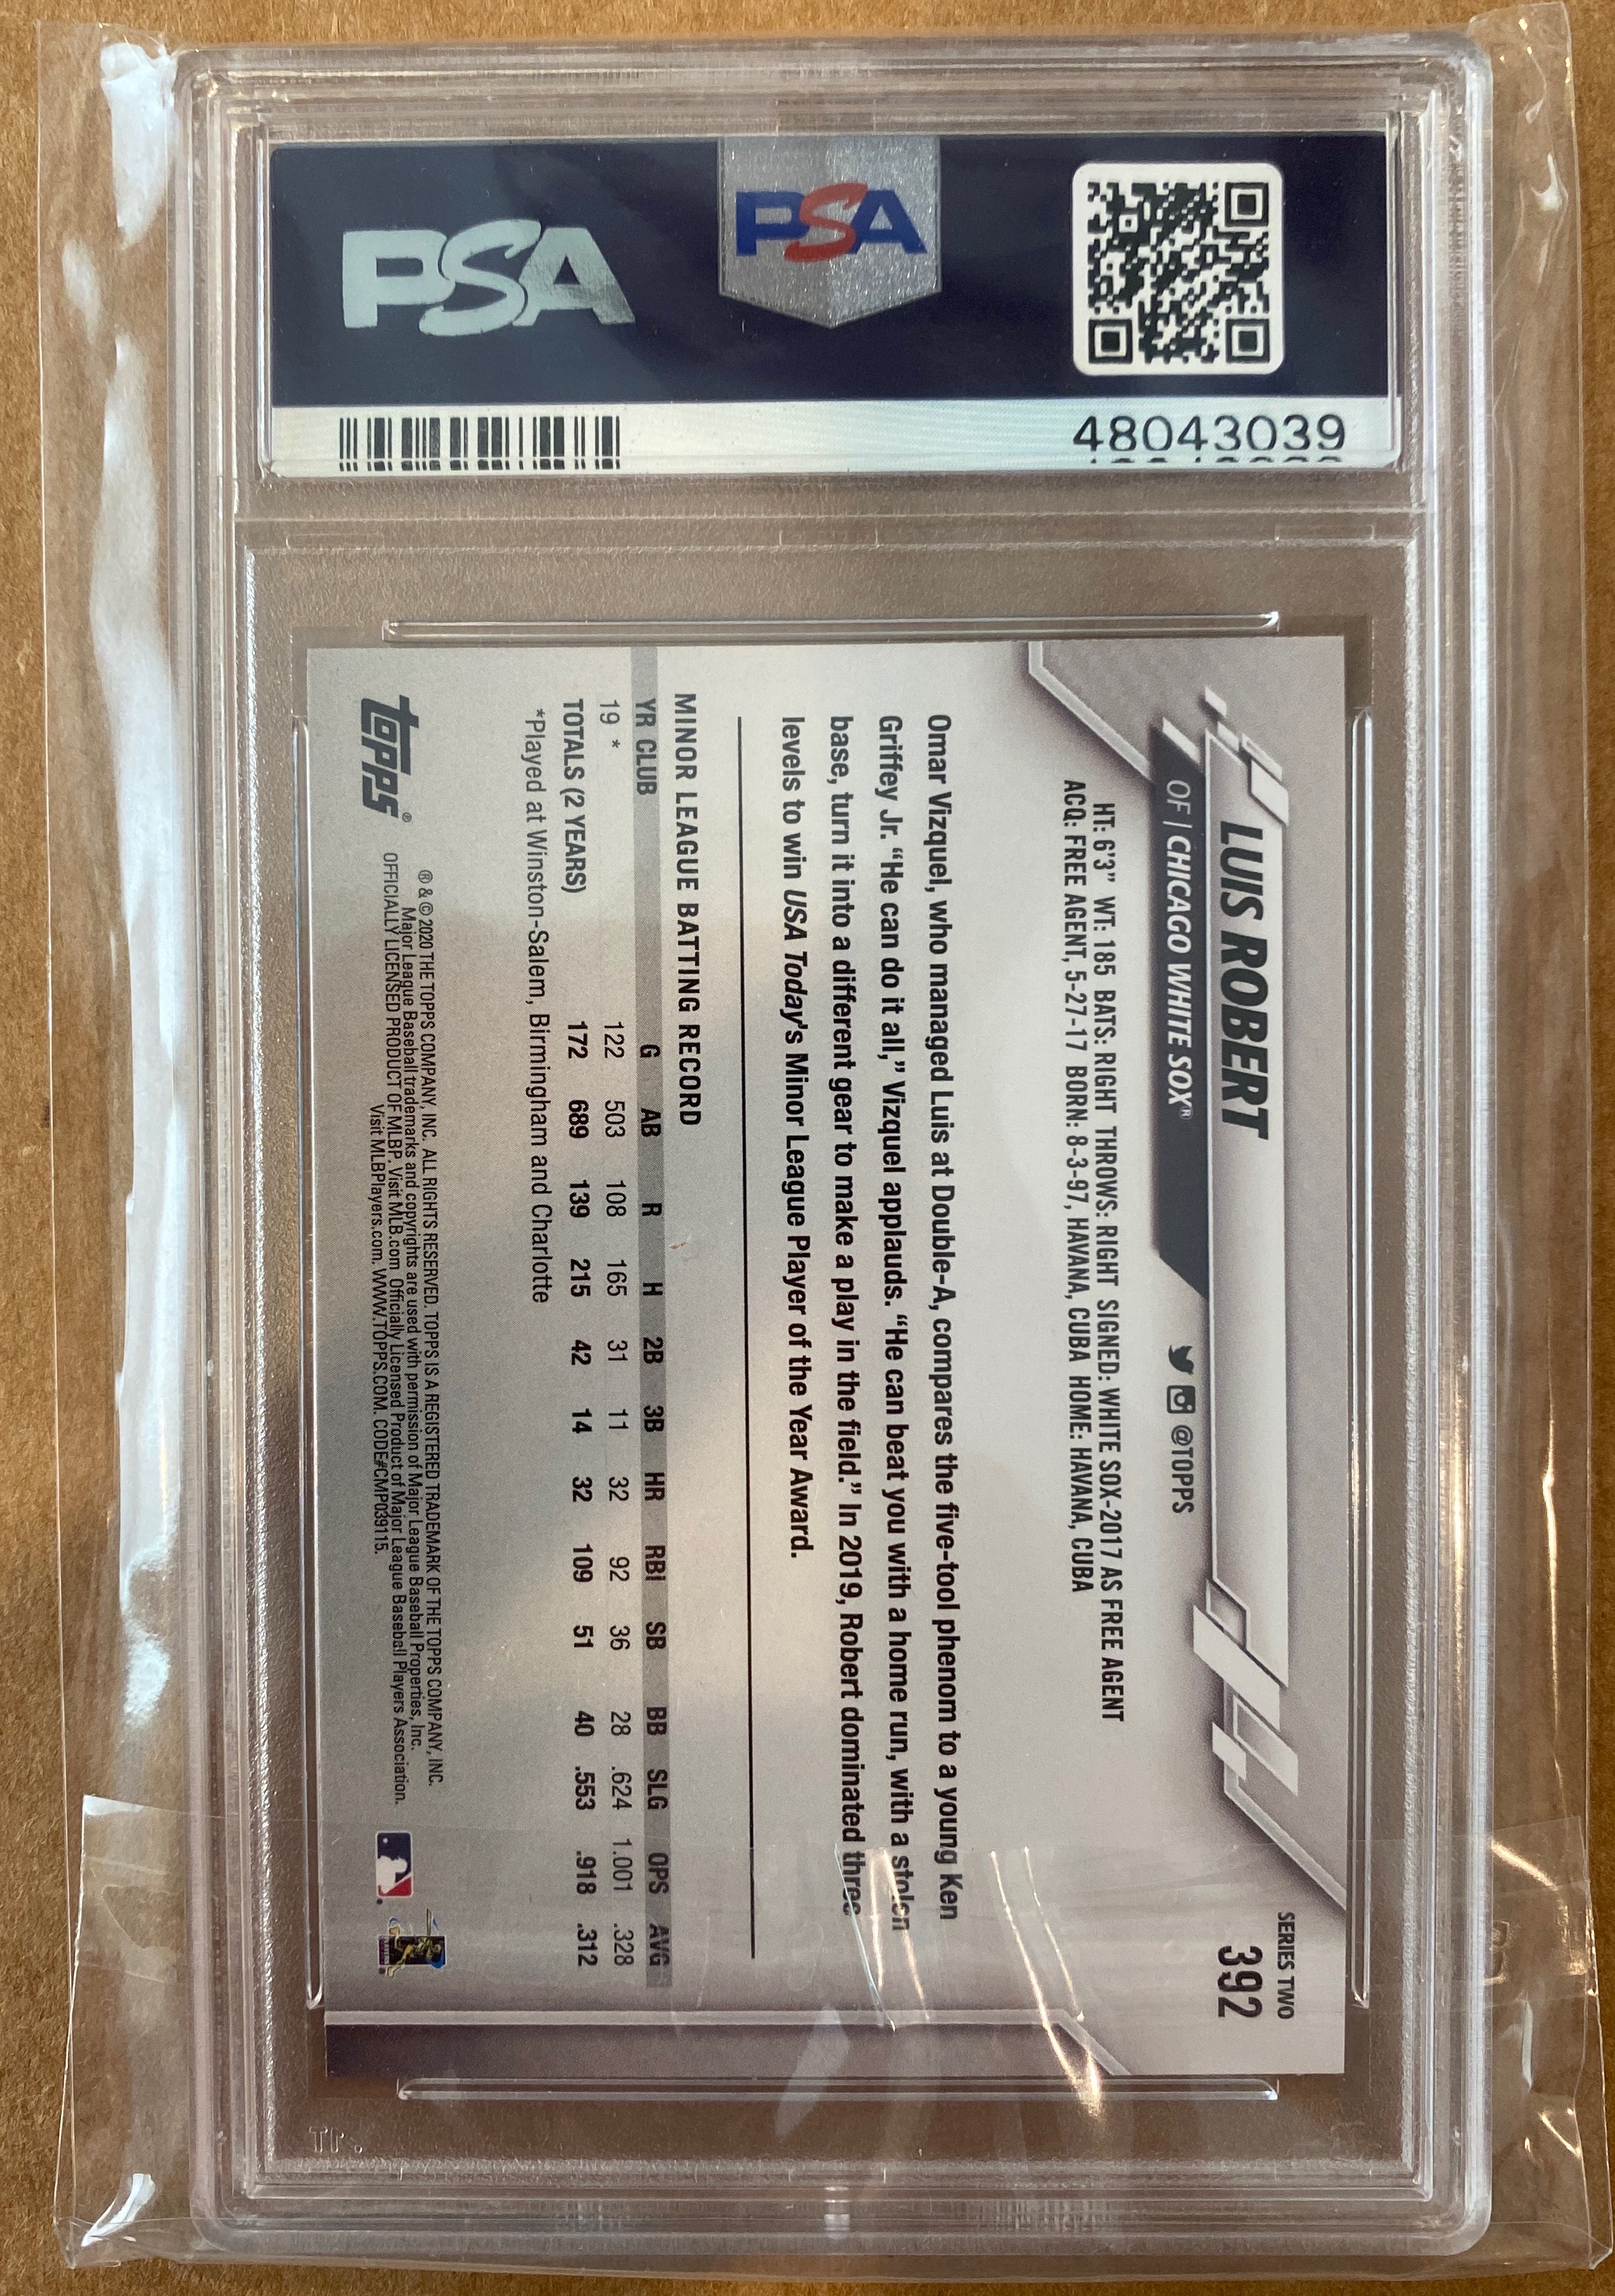 PSA
PSA
48043039
LUIS ROBERT
OF | CHICAGO WHITE SOX®
@TOPPS
SERIES TWO
392
HT: 6'3" WT: 185 BATS: RIGHT THROWS: RIGHT SIGNED: WHITE SOX-2017 AS FREE AGENT
ACQ: FREE AGENT, 5-27-17 BORN: 8-3-97, HAVANA, CUBA HOME: HAVANA, CUBA
Omar Vizquel, who managed Luis at Double-A, compares the five-tool phenom to a young Ken
Griffey Jr. “He can do it all,” Vizquel applauds. “He can beat you with a home run, with a stolen
base, turn it into a different gear to make a play in the field.” In 2019, Robert dominated three
levels to win USA Today's Minor League Player of the Year Award.
MINOR LEAGUE BATTING RECORD
YR CLUB G AB R H 2B 3B HR RBI SB BB SLG OPS AVG
19 * 122 503 108 165 31 11 32 92 36 28 .624 1.001 .328
TOTALS (2 YEARS) 172 689 139 215 42 14 32 109 51 40 .553 .918 .312
*Played at Winston-Salem, Birmingham and Charlotte
topps®
® & © 2020 THE TOPPS COMPANY, INC. ALL RIGHTS RESERVED. TOPPS IS A REGISTERED TRADEMARK OF THE TOPPS COMPANY, INC.
Major League Baseball trademarks and copyrights are used with permission of Major League Baseball Properties, Inc.
OFFICIALLY LICENSED PRODUCT OF MLBP. Visit MLB.com Officially Licensed Product of Major League Baseball Players Association.
Visit MLBPlayers.com. WWW.TOPPS.COM. CODE#CMP039115.